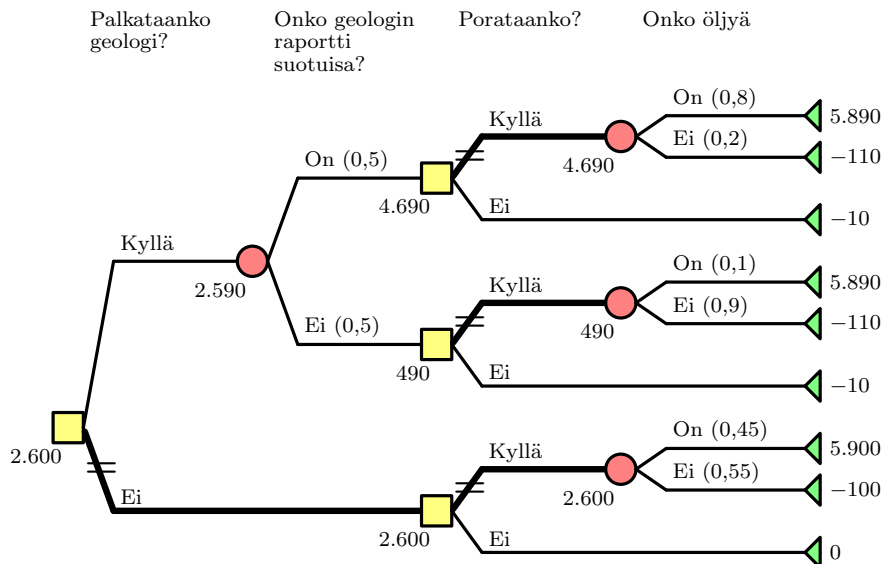 Palkataanko
geologi?
Onko geologin
raportti
suotuisa?
Porataanko?
Onko öljyä
On (0,8)
5.890
Kyllä
Ei (0,2)
−110
4.690
On (0,5)
4.690
Ei
−10
Kyllä
2.590
On (0,1)
5.890
Kyllä
Ei (0,9)
−110
490
Ei (0,5)
490
Ei
−10
2.600
On (0,45)
5.900
Kyllä
Ei (0,55)
−100
2.600
Ei
2.600
Ei
0